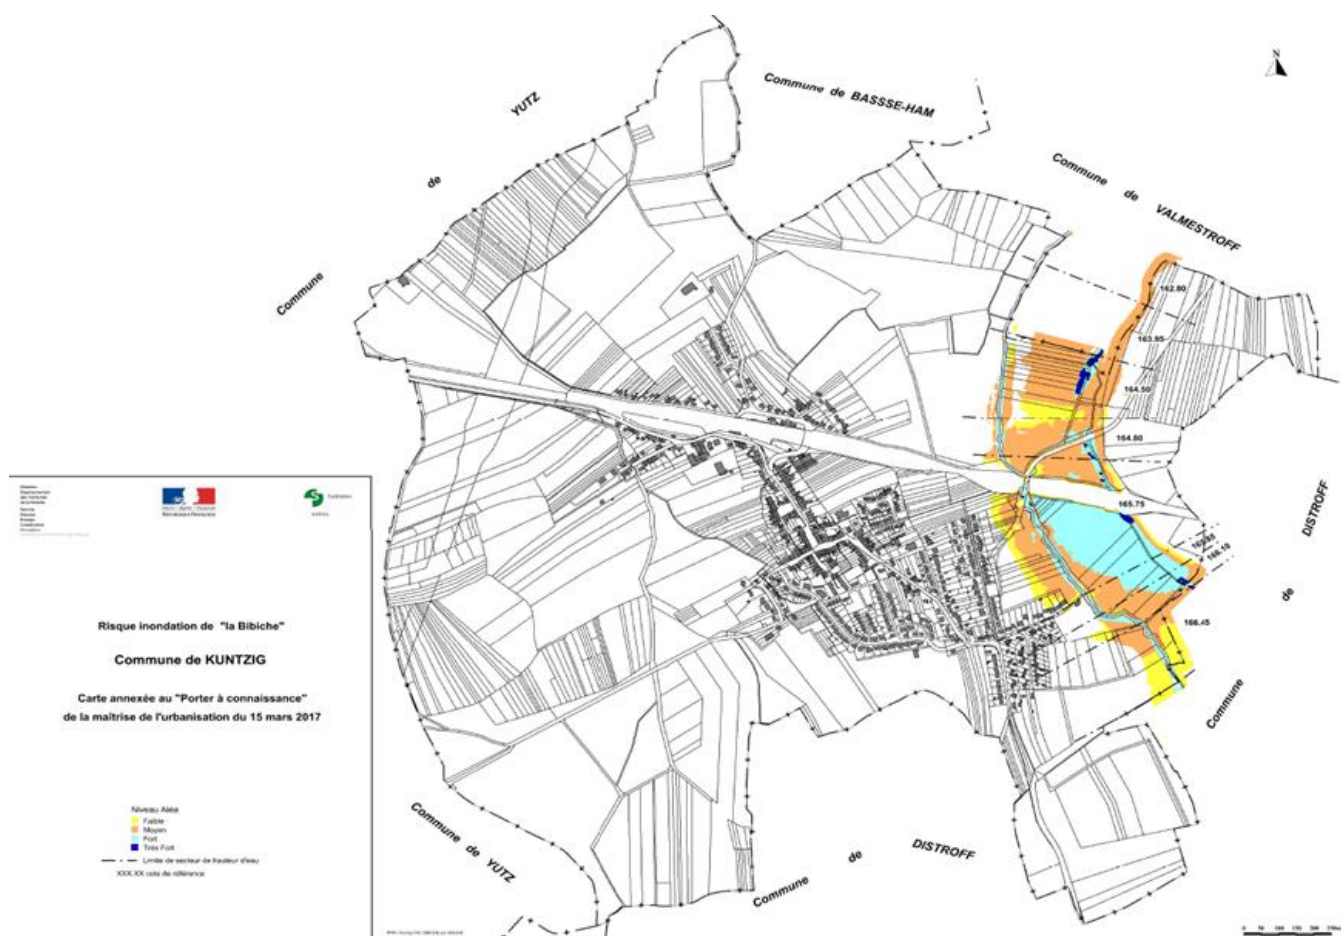 N
Commune de BASSSE-HAM
YUTZ
de
Commune
Commune de VALMESTROFF
162.80
163.95
164.50
164.80
165.75
166.10
166.45
DISTROFF
de
Commune
Risque inondation de "la Bibiche"
Commune de KUNTZIG
Carte annexée au "Porter à connaissance"
de la maîtrise de l'urbanisation du 15 mars 2017
Niveau Aléa
Faible
Moyen
Fort
Très Fort
Limite de secteur de hauteur d'eau
XXX.XX cote de référence
Commune de YUTZ
Commune de DISTROFF